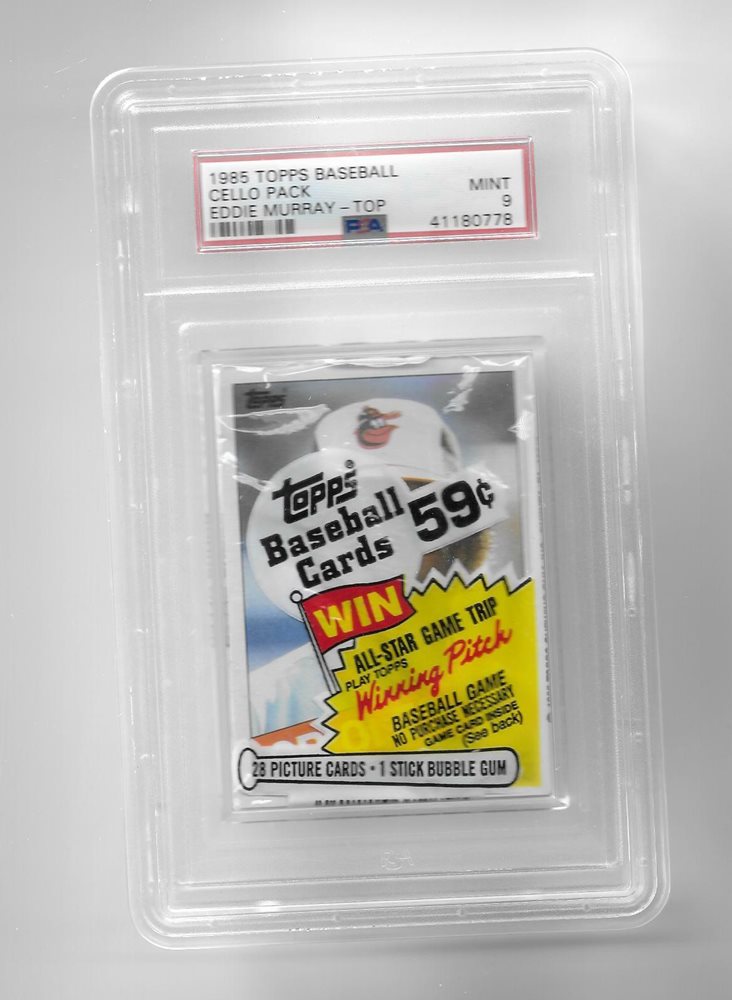 1985 TOPPS BASEBALL
CELLO PACK
EDDIE MURRAY – TOP
MINT
9
41180778
PSA
TOPPS
topps®
Baseball
Cards
59¢
WIN
ALL-STAR GAME TRIP
PLAY TOPPS
Winning Pitch
BASEBALL GAME
NO PURCHASE NECESSARY
GAME CARD INSIDE
(See back)
28 PICTURE CARDS • 1 STICK BUBBLE GUM